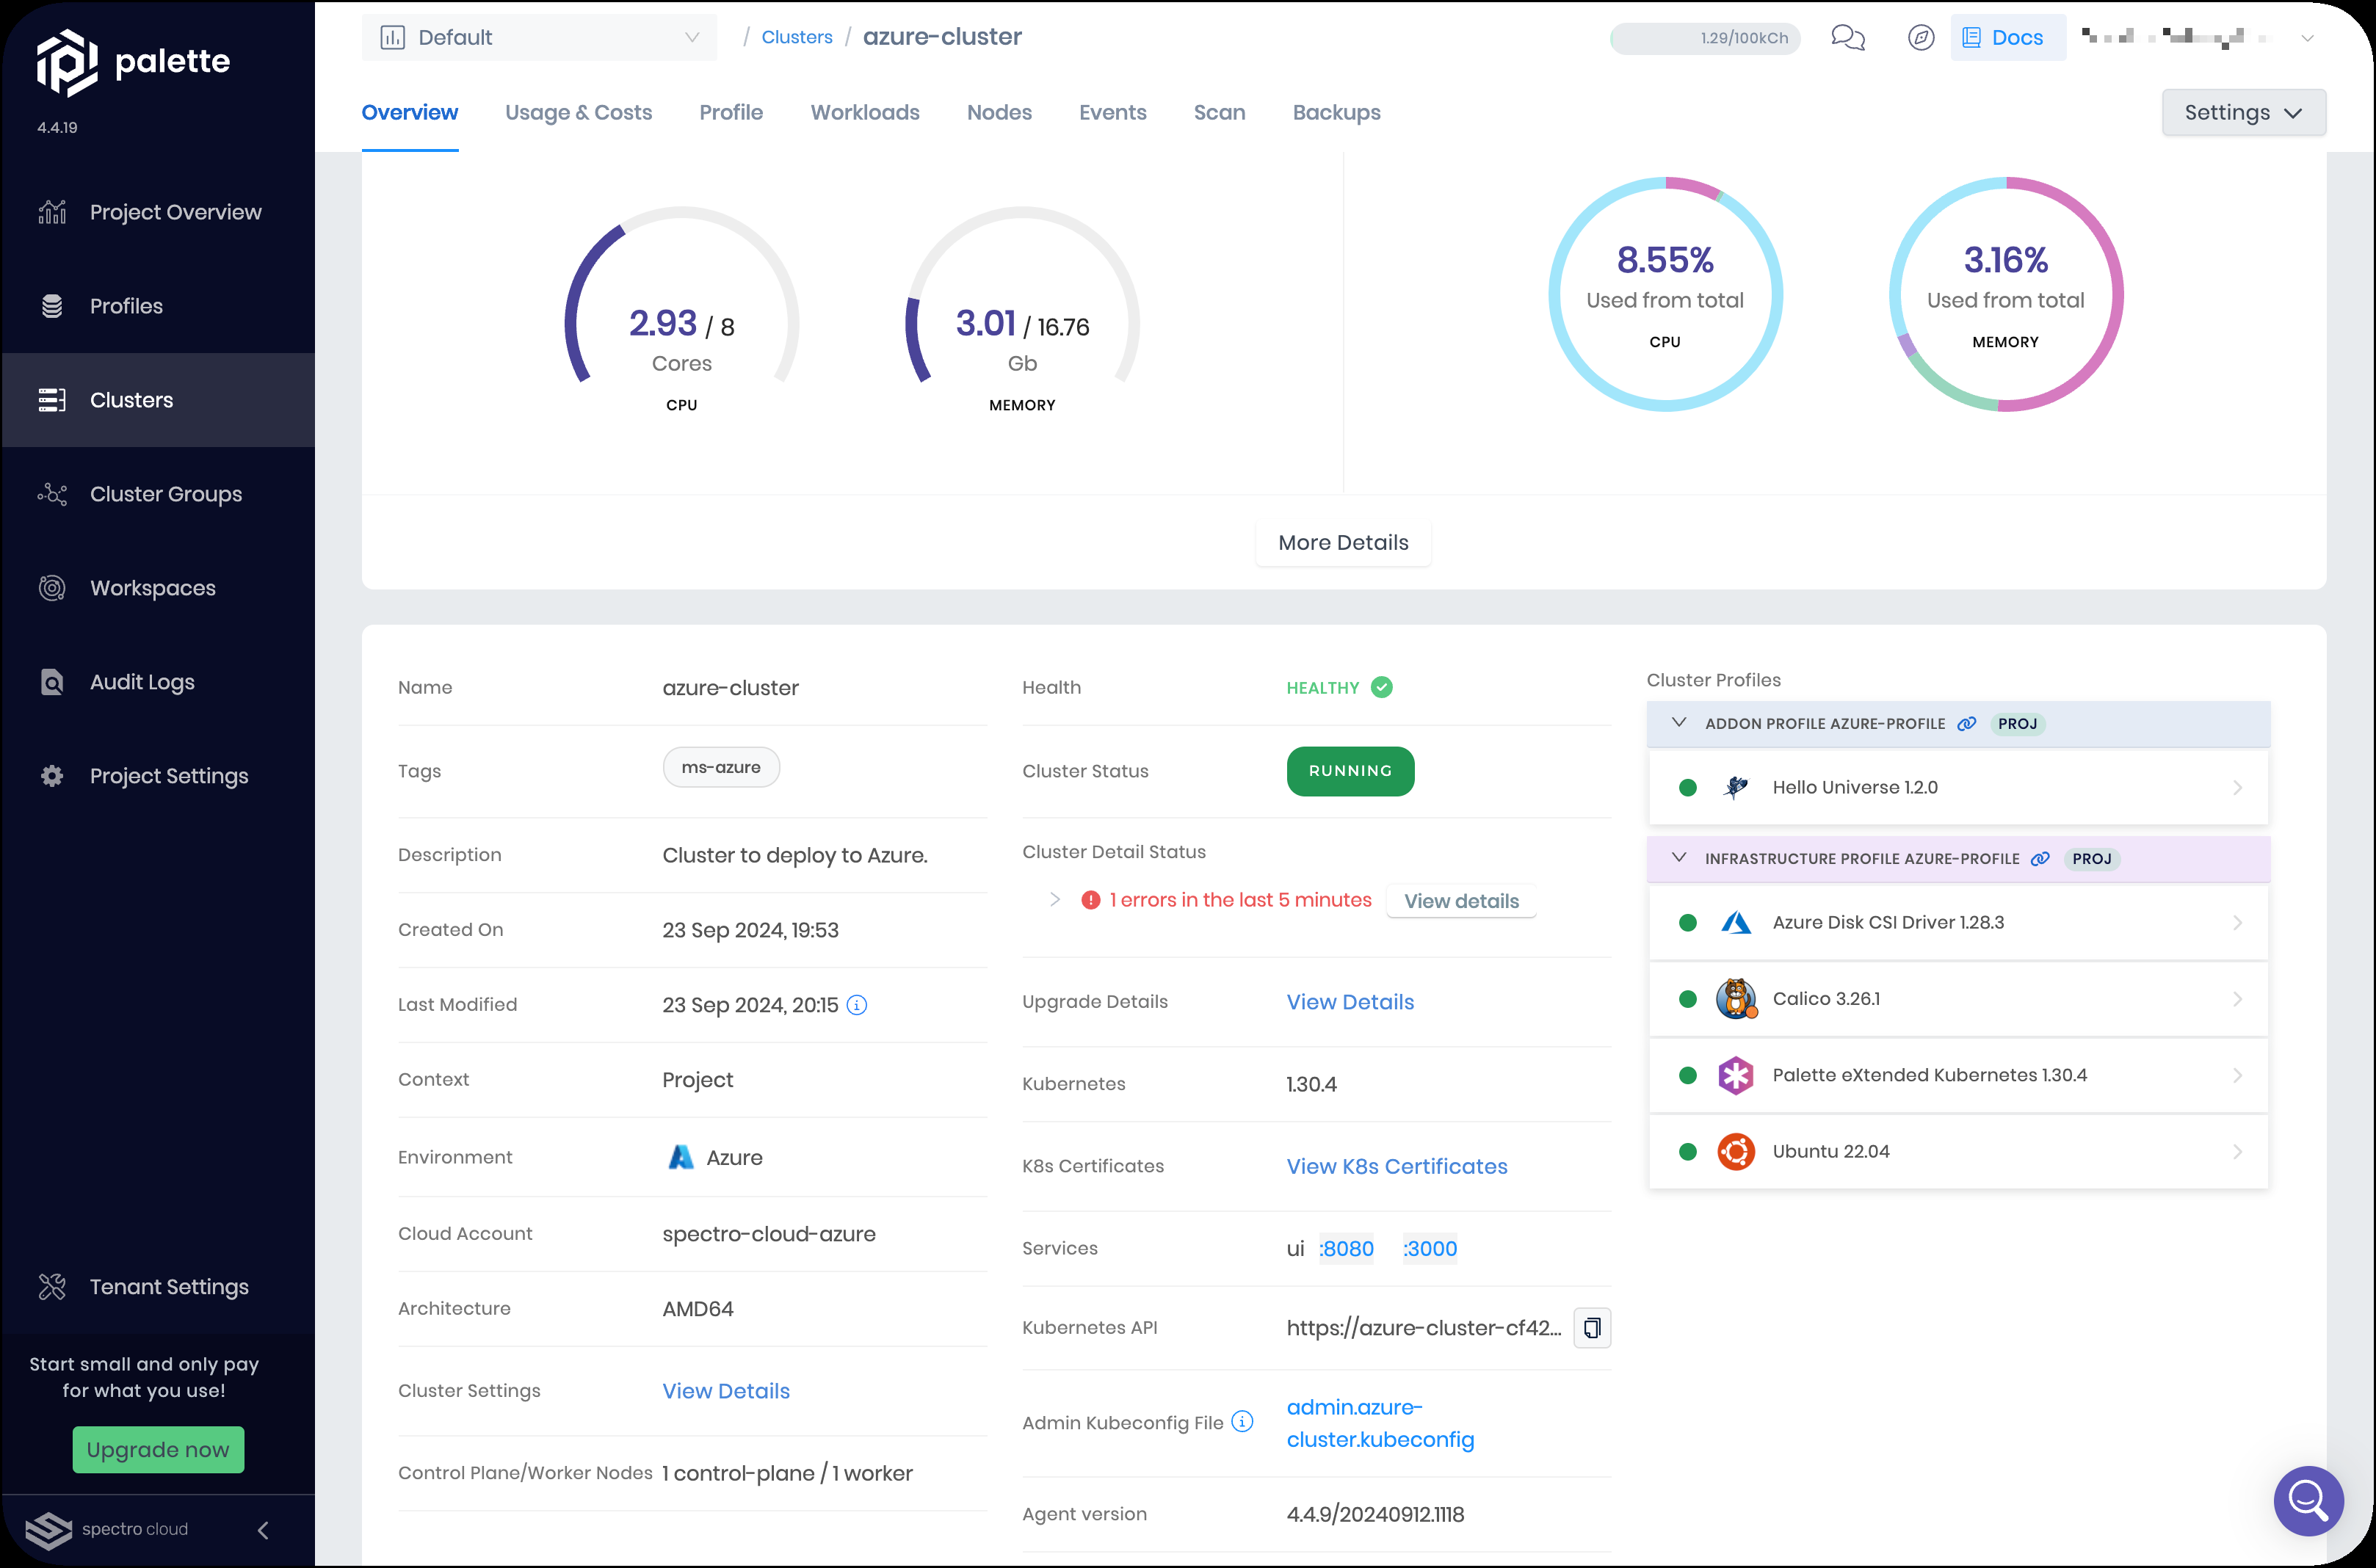 palette
4.4.19
Project Overview
Profiles
Clusters
Cluster Groups
Workspaces
Audit Logs
Project Settings
Tenant Settings
Start small and only pay
for what you use!
Upgrade now
spectro cloud
Default
/ Clusters / azure-cluster
1.29/100kCh
Docs
Overview
Usage & Costs
Profile
Workloads
Nodes
Events
Scan
Backups
Settings
2.93 / 8
Cores
CPU
3.01 / 16.76
Gb
MEMORY
8.55%
Used from total
CPU
3.16%
Used from total
MEMORY
More Details
Name azure-cluster
Tags ms-azure
Description Cluster to deploy to Azure.
Created On 23 Sep 2024, 19:53
Last Modified 23 Sep 2024, 20:15
Context Project
Environment Azure
Cloud Account spectro-cloud-azure
Architecture AMD64
Cluster Settings View Details
Control Plane/Worker Nodes 1 control-plane / 1 worker
Health HEALTHY
Cluster Status RUNNING
Cluster Detail Status
1 errors in the last 5 minutes View details
Upgrade Details View Details
Kubernetes 1.30.4
K8s Certificates View K8s Certificates
Services ui :8080 :3000
Kubernetes API https://azure-cluster-cf42...
Admin Kubeconfig File admin.azure-
cluster.kubeconfig
Agent version 4.4.9/20240912.1118
Cluster Profiles
ADDON PROFILE AZURE-PROFILE PROJ
Hello Universe 1.2.0
INFRASTRUCTURE PROFILE AZURE-PROFILE PROJ
Azure Disk CSI Driver 1.28.3
Calico 3.26.1
Palette eXtended Kubernetes 1.30.4
Ubuntu 22.04